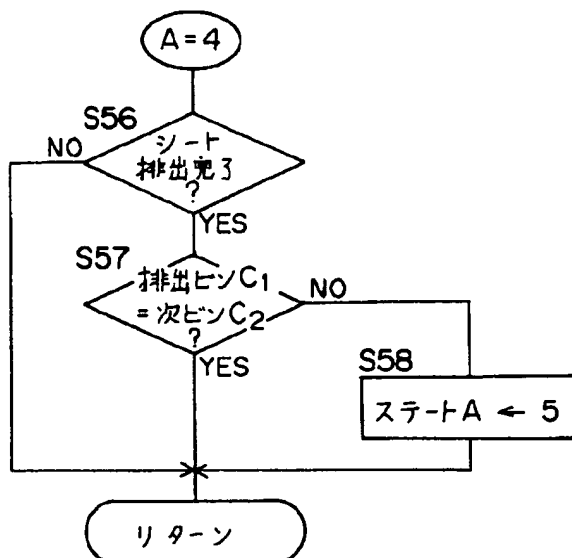 A=4
S56
シート
排出完了
?
NO
YES
S57
排出ビンC1
=次ビンC2
?
NO
YES
S58
ステートA ← 5
リターン